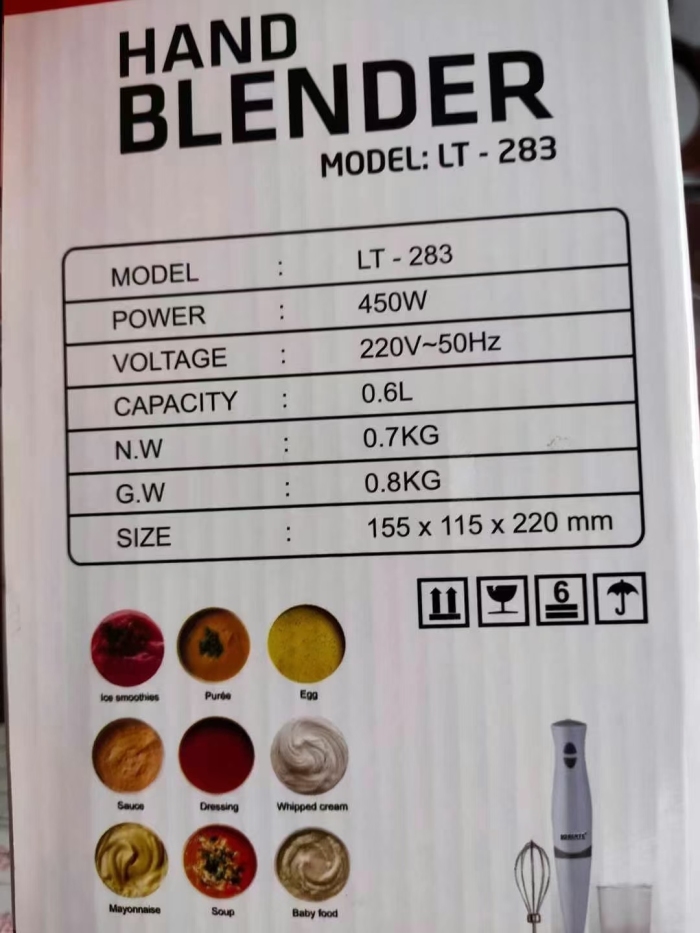 HAND
BLENDER
MODEL: LT - 283
MODEL : LT - 283
POWER : 450W
VOLTAGE : 220V~50Hz
CAPACITY : 0.6L
N.W : 0.7KG
G.W : 0.8KG
SIZE : 155 x 115 x 220 mm
6
Ice smoothies Purée Egg
Sauce Dressing Whipped cream
Mayonnaise Soup Baby food